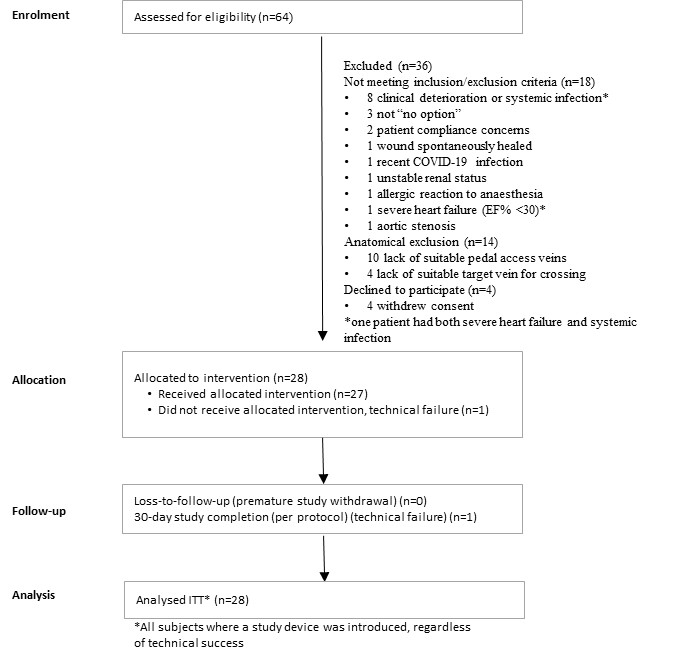 Enrolment
Assessed for eligibility (n=64)
Excluded (n=36)
Not meeting inclusion/exclusion criteria (n=18)
• 8 clinical deterioration or systemic infection*
• 3 not “no option”
• 2 patient compliance concerns
• 1 wound spontaneously healed
• 1 recent COVID-19 infection
• 1 unstable renal status
• 1 allergic reaction to anaesthesia
• 1 severe heart failure (EF% <30)*
• 1 aortic stenosis
Anatomical exclusion (n=14)
• 10 lack of suitable pedal access veins
• 4 lack of suitable target vein for crossing
Declined to participate (n=4)
• 4 withdrew consent
*one patient had both severe heart failure and systemic
infection
Allocation
Allocated to intervention (n=28)
• Received allocated intervention (n=27)
• Did not receive allocated intervention, technical failure (n=1)
Follow-up
Loss-to-follow-up (premature study withdrawal) (n=0)
30-day study completion (per protocol) (technical failure) (n=1)
Analysis
Analysed ITT* (n=28)
*All subjects where a study device was introduced, regardless
of technical success